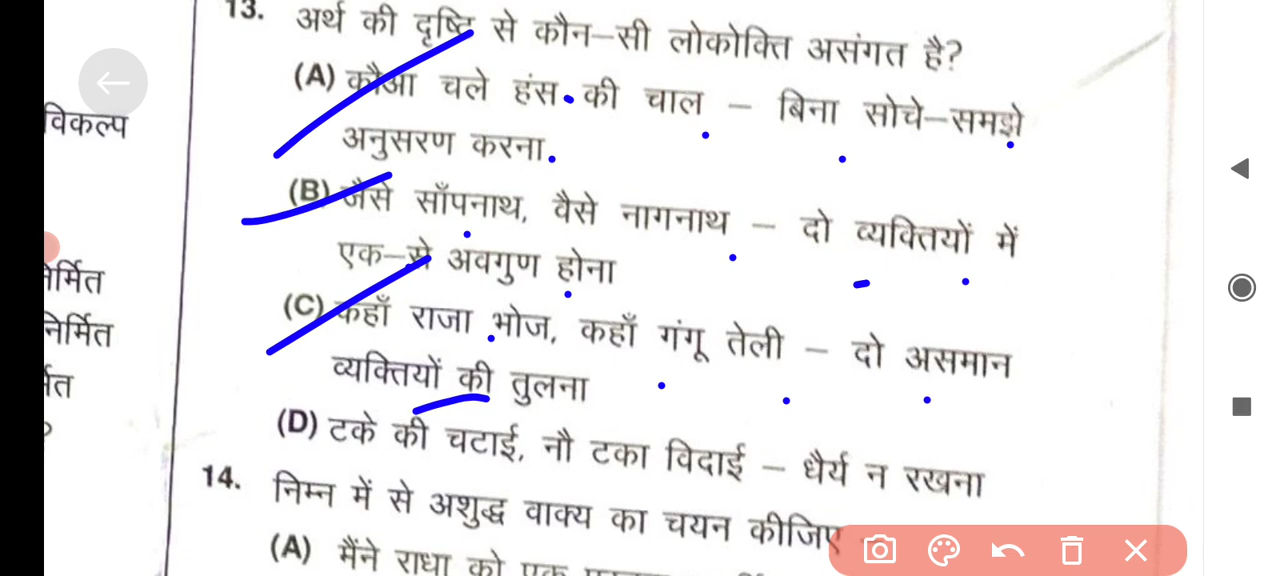 13. अर्थ की दृष्टि से कौन–सी लोकोक्ति असंगत है?
(A) कौआ चले हंस की चाल – बिना सोचे–समझे
अनुसरण करना
(B) जैसे साँपनाथ, वैसे नागनाथ – दो व्यक्तियों में
एक–से अवगुण होना
(C) कहाँ राजा भोज, कहाँ गंगू तेली – दो असमान
व्यक्तियों की तुलना
(D) टके की चटाई, नौ टका विदाई – धैर्य न रखना
14. निम्न में से अशुद्ध वाक्य का चयन कीजिए
(A) मैंने राधा को एक
विकल्प